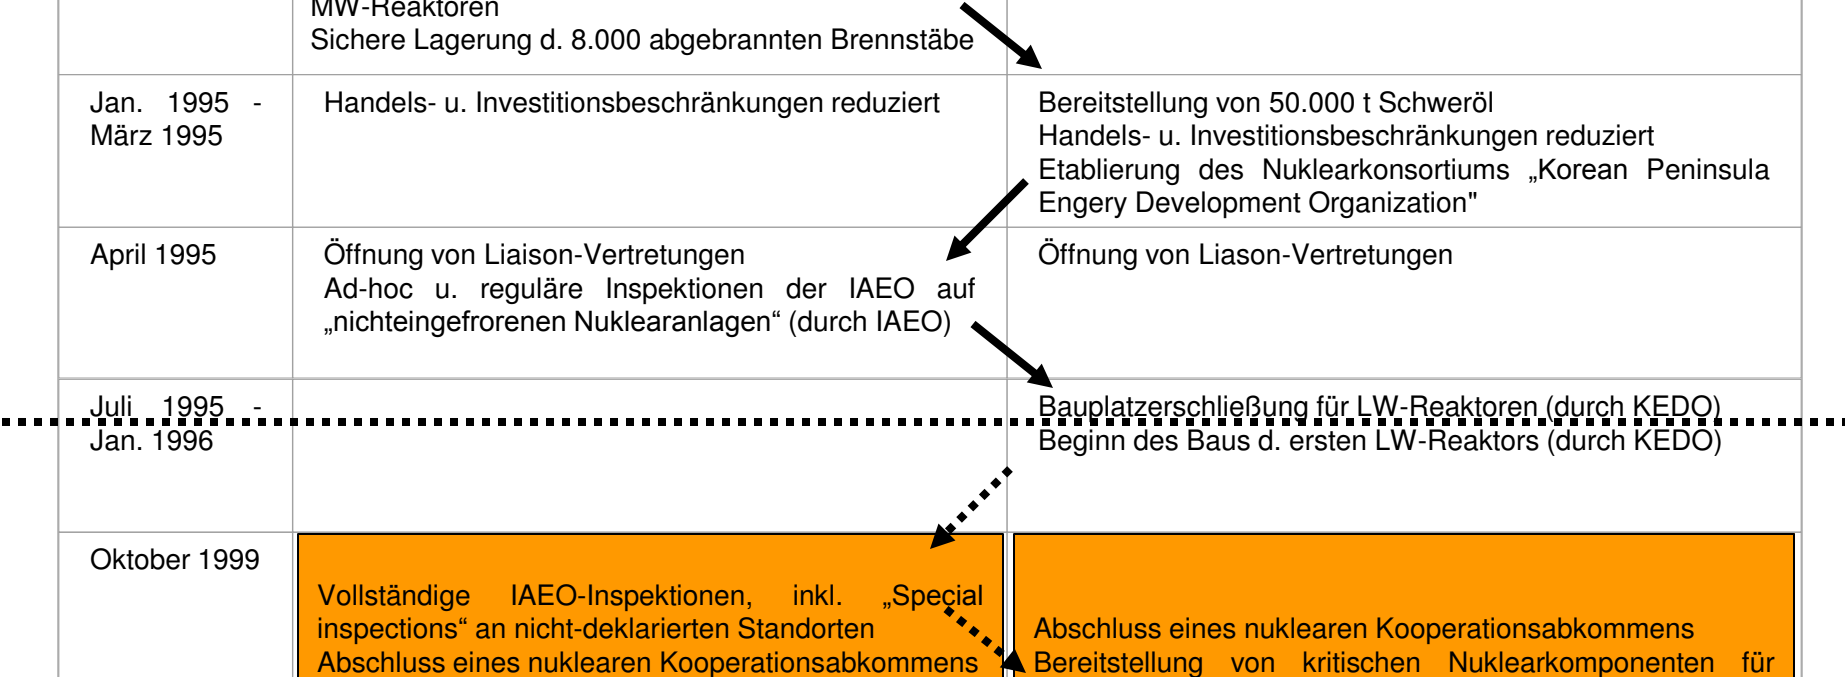 MW-Reaktoren
Sichere Lagerung d. 8.000 abgebrannten Brennstäbe
Jan. 1995 -
März 1995
Handels- u. Investitionsbeschränkungen reduziert
Bereitstellung von 50.000 t Schweröl
Handels- u. Investitionsbeschränkungen reduziert
Etablierung des Nuklearkonsortiums „Korean Peninsula
Engery Development Organization"
April 1995
Öffnung von Liaison-Vertretungen
Ad-hoc u. reguläre Inspektionen der IAEO auf
„nichteingefrorenen Nuklearanlagen“ (durch IAEO)
Öffnung von Liason-Vertretungen
Juli 1995 -
Jan. 1996
Bauplatzerschließung für LW-Reaktoren (durch KEDO)
Beginn des Baus d. ersten LW-Reaktors (durch KEDO)
Oktober 1999
Vollständige IAEO-Inspektionen, inkl. „Special
inspections“ an nicht-deklarierten Standorten
Abschluss eines nuklearen Kooperationsabkommens
Abschluss eines nuklearen Kooperationsabkommens
Bereitstellung von kritischen Nuklearkomponenten für